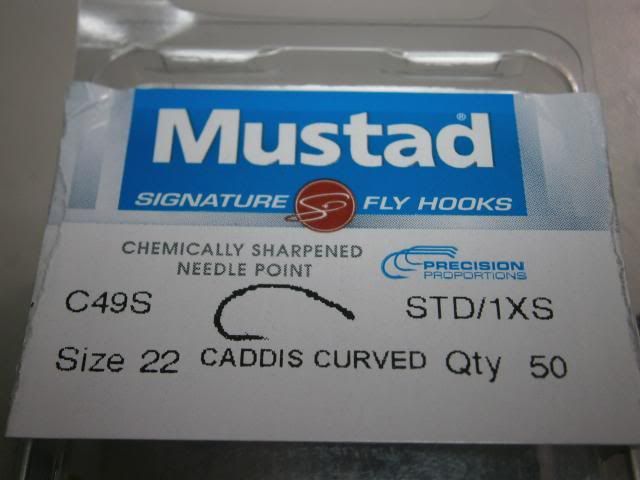 Mustad®
SIGNATURE S FLY HOOKS
CHEMICALLY SHARPENED
NEEDLE POINT
PRECISION
PROPORTIONS
C49S STD/1XS
Size 22 CADDIS CURVED Qty 50